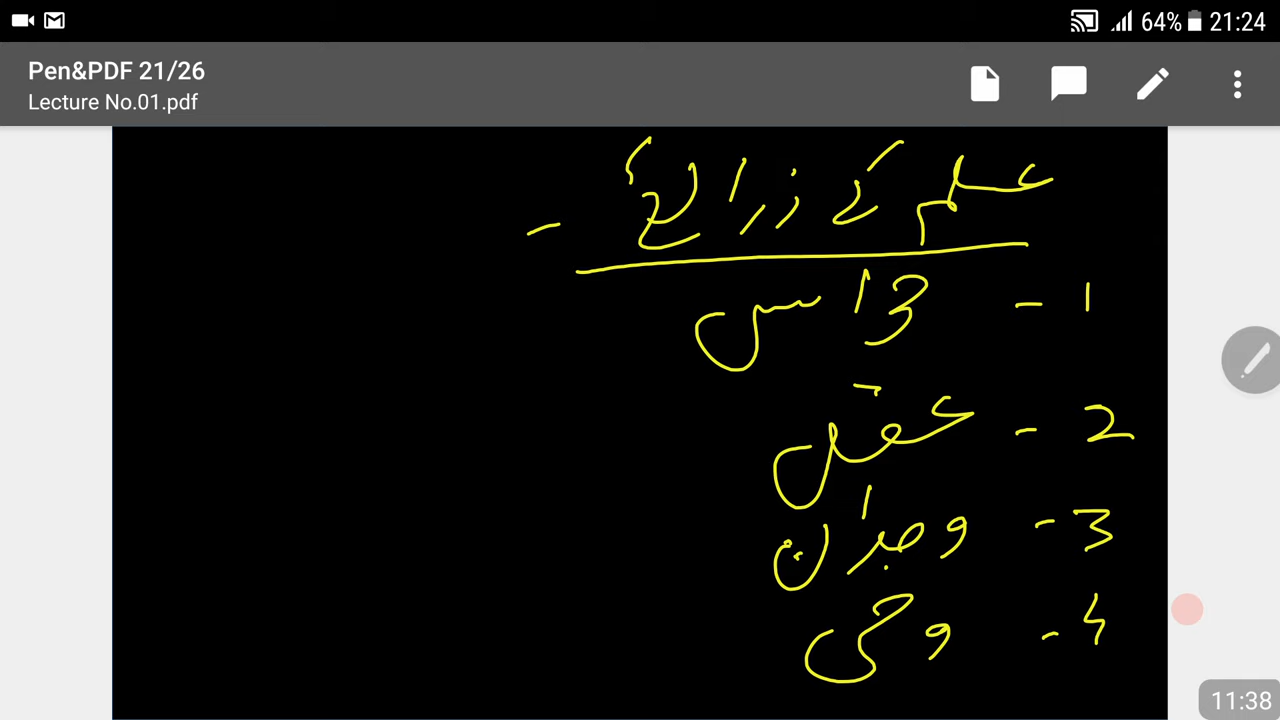 64% 21:24
Pen&PDF 21/26
Lecture No.01.pdf
علم کے زرائع -
1 - حواس
2 - عقل
3 - وجدان
4 - وحی
11:38